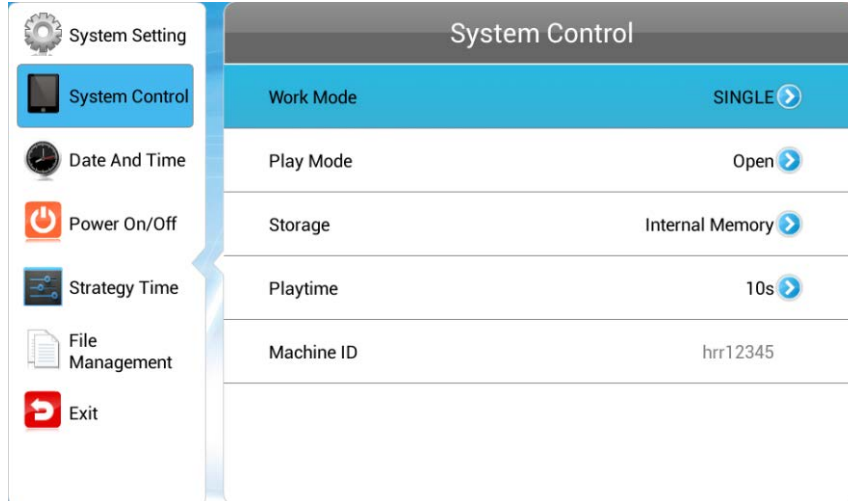 System Setting
System Control
Date And Time
Power On/Off
Strategy Time
File
Management
Exit
System Control
Work Mode SINGLE
Play Mode Open
Storage Internal Memory
Playtime 10s
Machine ID hrr12345